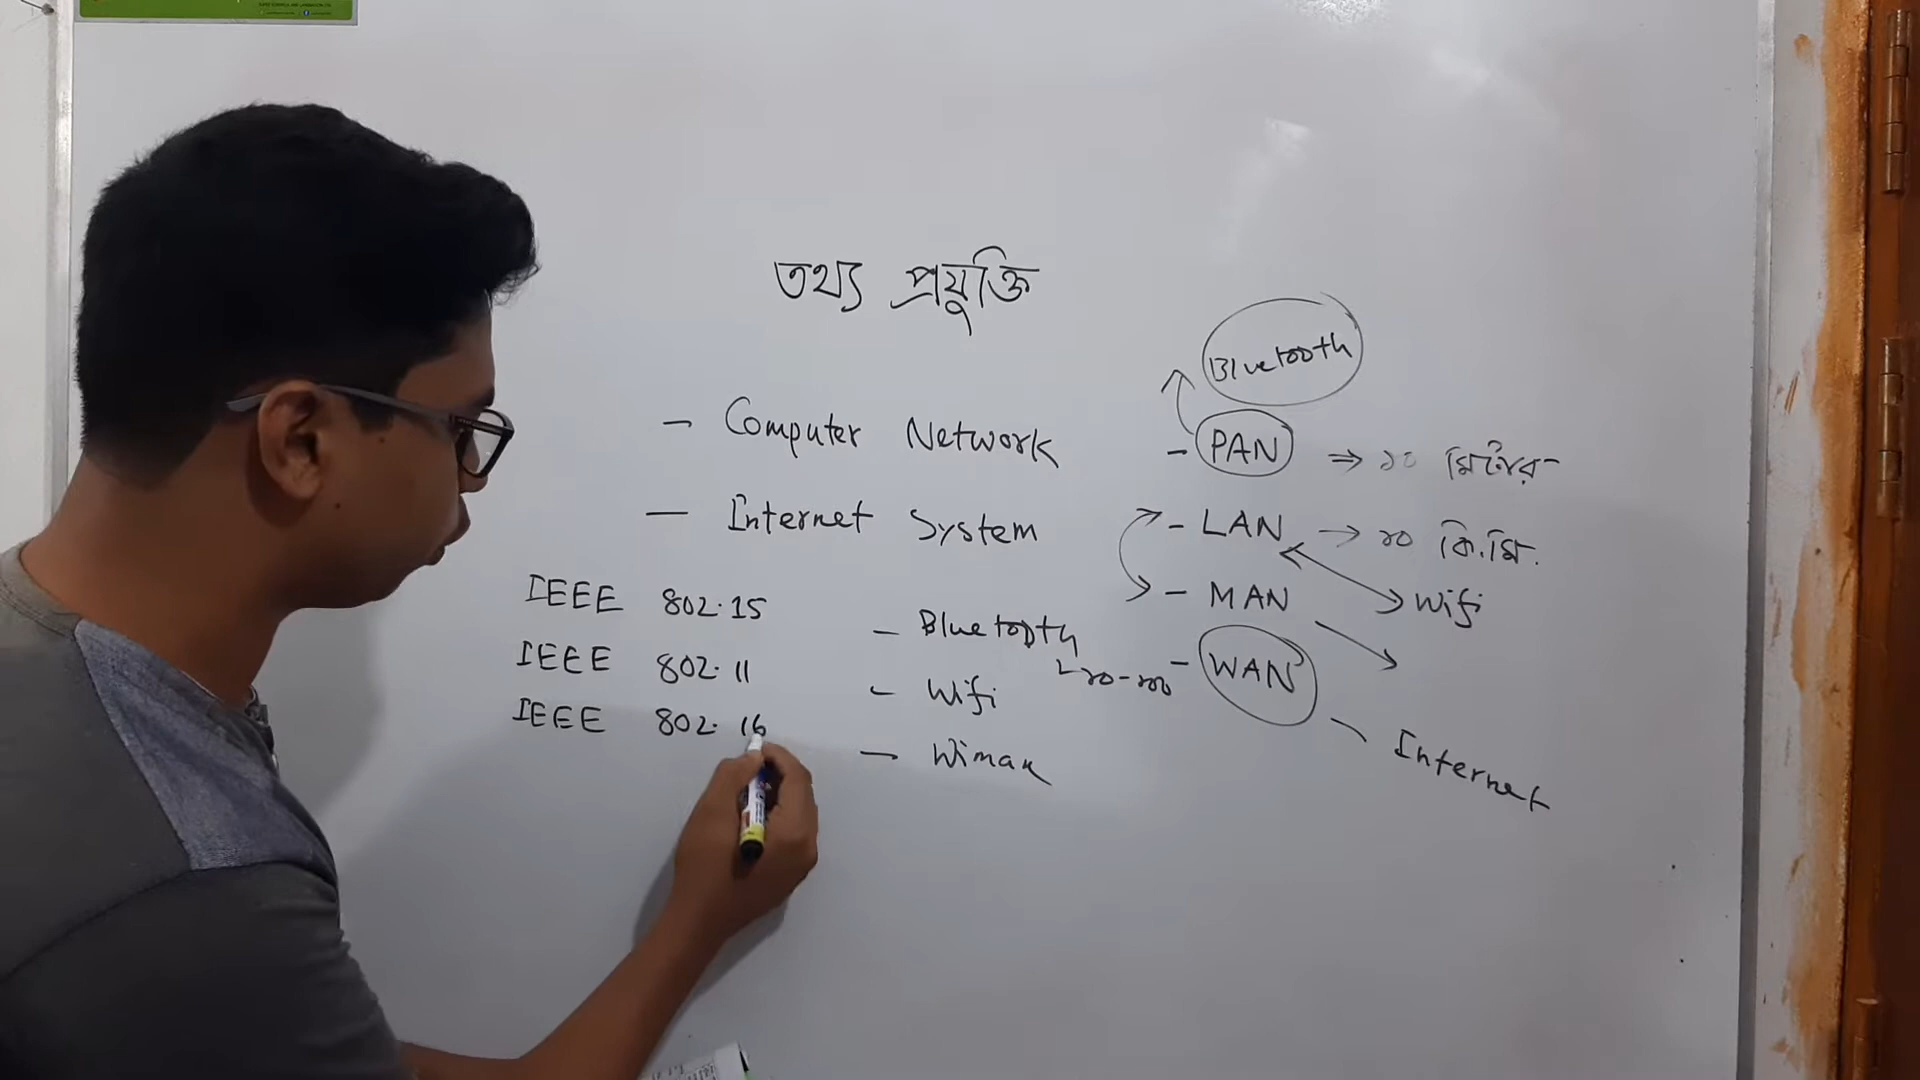 তথ্য প্রযুক্তি
- Computer Network
- Internet System
IEEE 802.15
IEEE 802.11
IEEE 802.16
- Bluetooth
১০-১০০
- Wifi
- Wimax
Bluetooth
- PAN ⇒ ১০ মিটার
- LAN → ১০ কি.মি.
- MAN
Wifi
- WAN
Internet